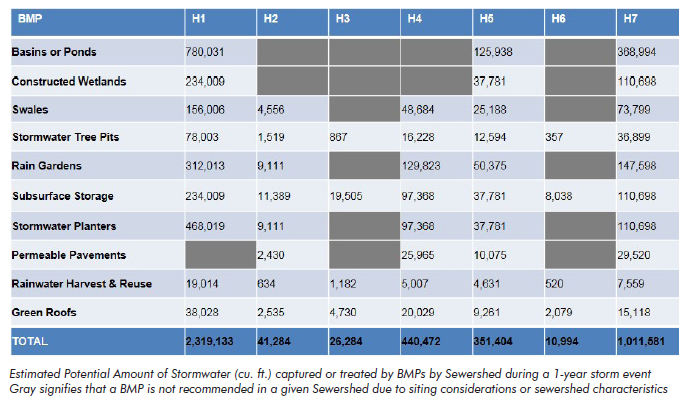 BMP H1 H2 H3 H4 H5 H6 H7
Basins or Ponds 780,031 125,938 368,994
Constructed Wetlands 234,009 37,781 110,698
Swales 156,006 4,556 48,684 25,188 73,799
Stormwater Tree Pits 78,003 1,519 867 16,228 12,594 357 36,899
Rain Gardens 312,013 9,111 129,823 50,375 147,598
Subsurface Storage 234,009 11,389 19,505 97,368 37,781 8,038 110,698
Stormwater Planters 468,019 9,111 97,368 37,781 110,698
Permeable Pavements 2,430 25,965 10,075 29,520
Rainwater Harvest & Reuse 19,014 634 1,182 5,007 4,631 520 7,559
Green Roofs 38,028 2,535 4,730 20,029 9,261 2,079 15,118
TOTAL 2,319,133 41,284 26,284 440,472 351,404 10,994 1,011,581
Estimated Potential Amount of Stormwater (cu. ft.) captured or treated by BMPs by Sewershed during a 1-year storm event
Gray signifies that a BMP is not recommended in a given Sewershed due to siting considerations or sewershed characteristics